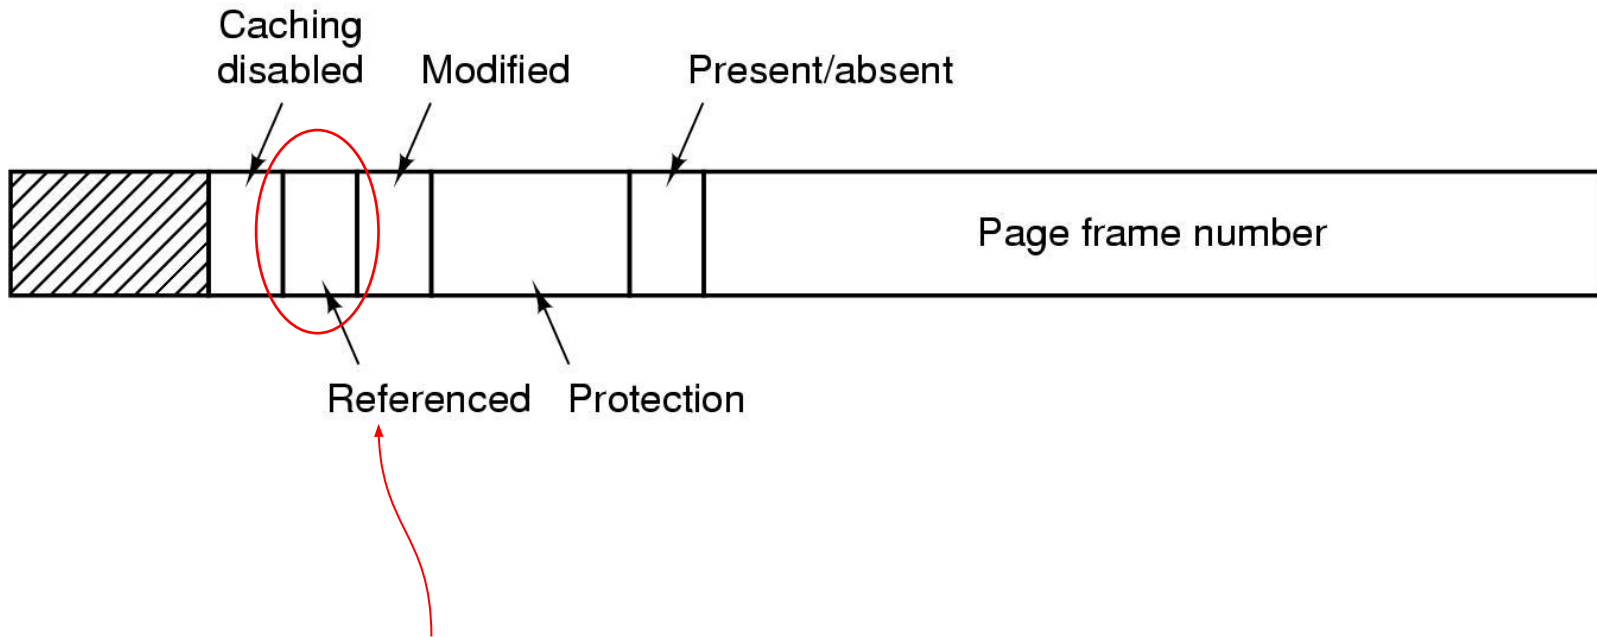 Caching
disabled
Modified
Present/absent
Page frame number
Referenced
Protection